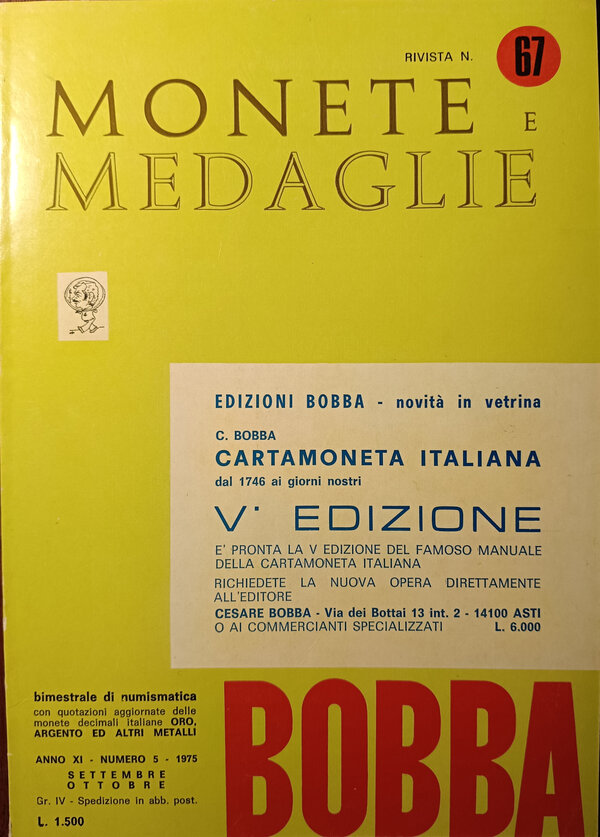 RIVISTA N. 67
MONETE E
MEDAGLIE
EDIZIONI BOBBA - novità in vetrina
C. BOBBA
CARTAMONETA ITALIANA
dal 1746 ai giorni nostri
V. EDIZIONE
E' PRONTA LA V EDIZIONE DEL FAMOSO MANUALE
DELLA CARTAMONETA ITALIANA
RICHIEDETE LA NUOVA OPERA DIRETTAMENTE
ALL'EDITORE
CESARE BOBBA - Via dei Bottai 13 int. 2 - 14100 ASTI
O AI COMMERCIANTI SPECIALIZZATI L. 6.000
bimestrale di numismatica
con quotazioni aggiornate delle
monete decimali italiane ORO,
ARGENTO ED ALTRI METALLI
ANNO XI - NUMERO 5 - 1975
SETTEMBRE
OTTOBRE
Gr. IV - Spedizione in abb. post.
L. 1.500
BOBBA